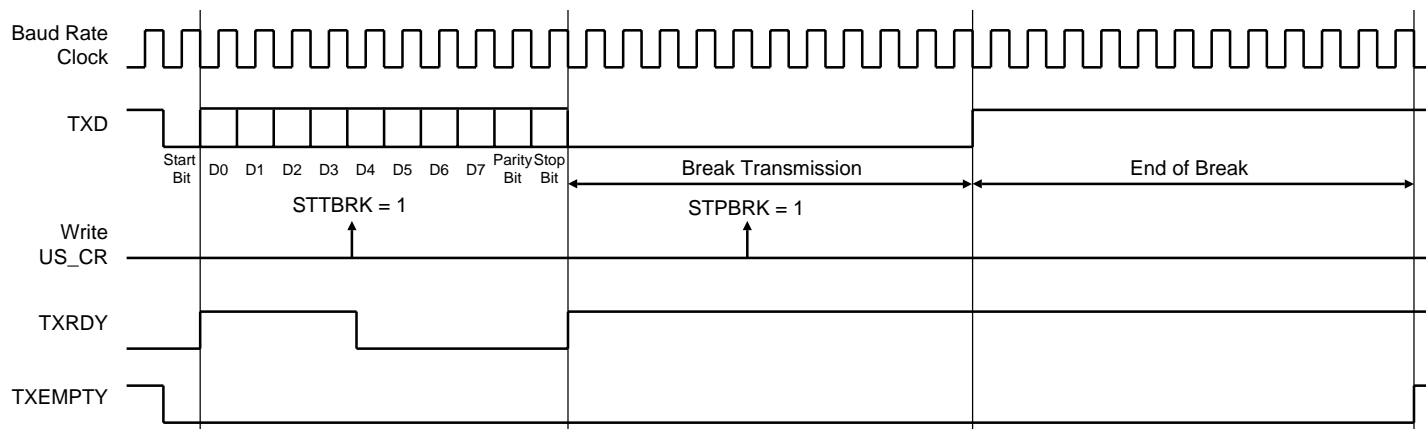 Baud Rate
Clock
TXD
Start
Bit
D0 D1 D2 D3 D4 D5 D6 D7
Parity
Bit
Stop
Bit
Break Transmission
End of Break
STTBRK = 1
STPBRK = 1
Write
US_CR
TXRDY
TXEMPTY